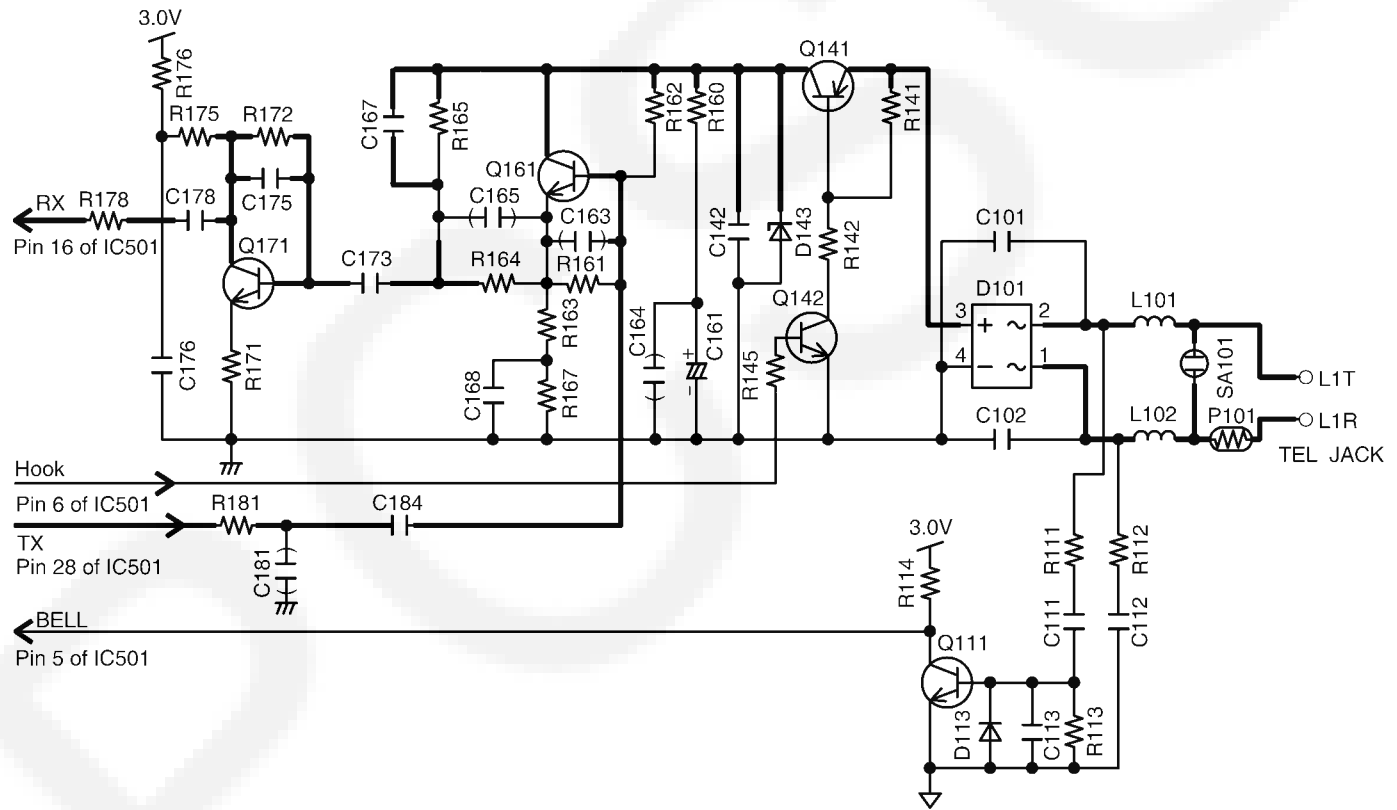 3.0V
R176
R175
R172
C175
RX
R178
C178
Pin 16 of IC501
Q171
C173
C176
R171
C167
R165
Q161
C165
C163
R164
R161
R163
C168
R167
R162
R160
C164
+
C161
-
C142
D143
Q141
R141
R142
Q142
R145
C101
D101
3
+
~
2
4
−
~
1
C102
L101
SA101
L1T
L102
P101
L1R
TEL JACK
Hook
Pin 6 of IC501
R181
C184
TX
Pin 28 of IC501
C181
BELL
Pin 5 of IC501
3.0V
R114
Q111
R111
R112
C111
C112
D113
C113
R113